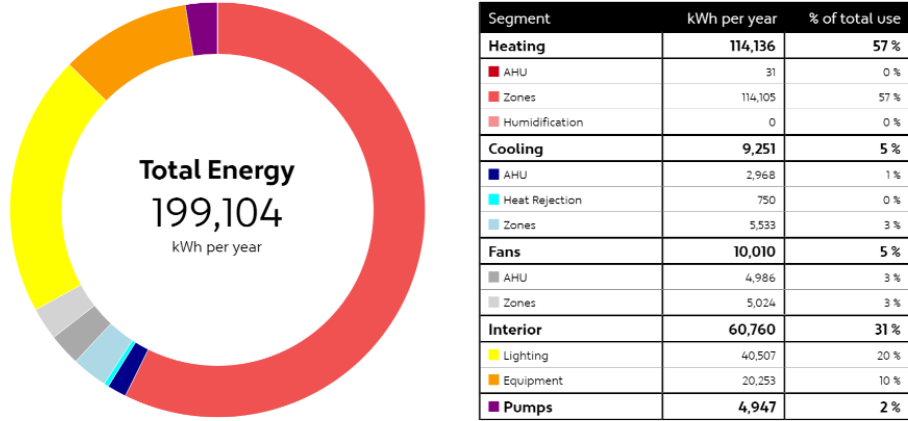 Total Energy
199,104
kWh per year
Segment kWh per year % of total use
Heating 114,136 57 %
AHU 31 0 %
Zones 114,105 57 %
Humidification 0 0 %
Cooling 9,251 5 %
AHU 2,968 1 %
Heat Rejection 750 0 %
Zones 5,533 3 %
Fans 10,010 5 %
AHU 4,986 3 %
Zones 5,024 3 %
Interior 60,760 31 %
Lighting 40,507 20 %
Equipment 20,253 10 %
Pumps 4,947 2 %